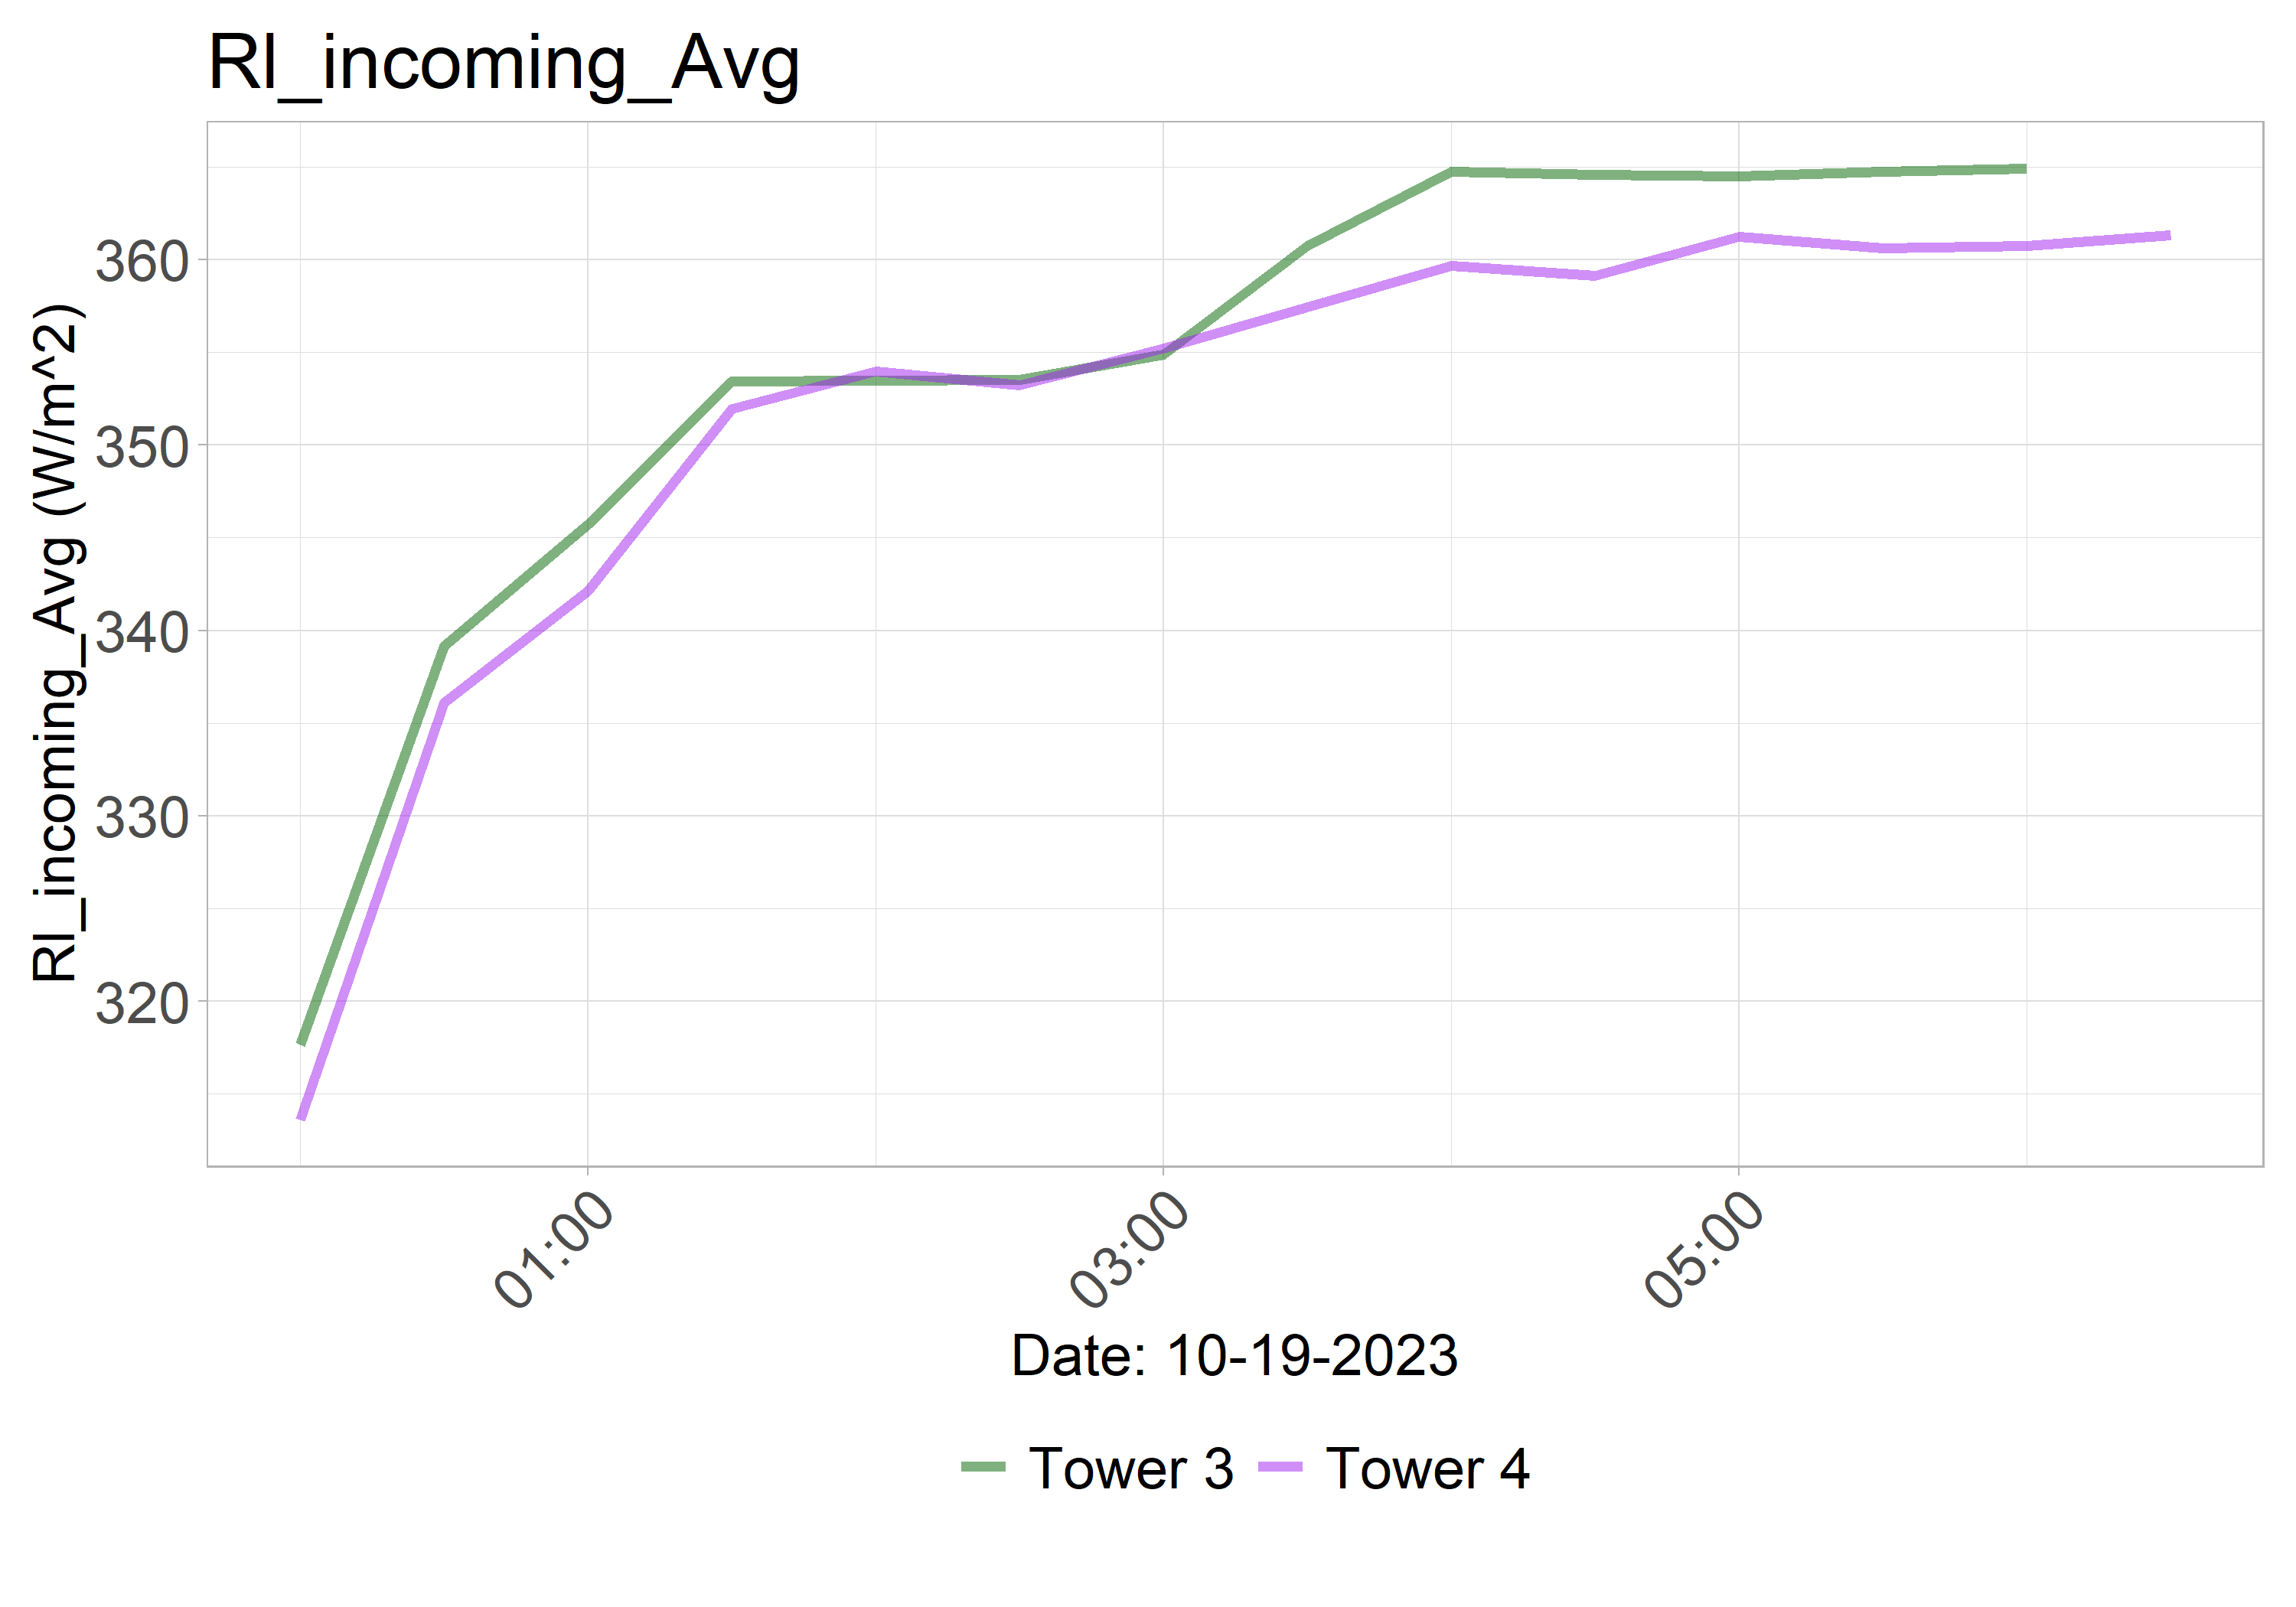 Rl_incoming_Avg
Rl_incoming_Avg (W/m^2)
360
350
340
330
320
01:00
03:00
05:00
Date: 10-19-2023
Tower 3
Tower 4